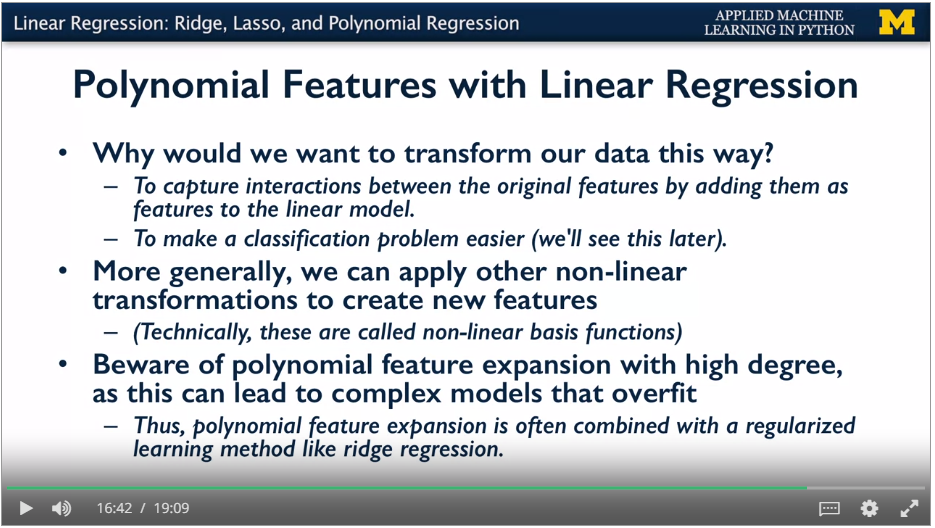 Linear Regression: Ridge, Lasso, and Polynomial Regression
APPLIED MACHINE
LEARNING IN PYTHON
M
Polynomial Features with Linear Regression
• Why would we want to transform our data this way?
– To capture interactions between the original features by adding them as
features to the linear model.
– To make a classification problem easier (we'll see this later).
• More generally, we can apply other non-linear
transformations to create new features
– (Technically, these are called non-linear basis functions)
• Beware of polynomial feature expansion with high degree,
as this can lead to complex models that overfit
– Thus, polynomial feature expansion is often combined with a regularized
learning method like ridge regression.
16:42 / 19:09